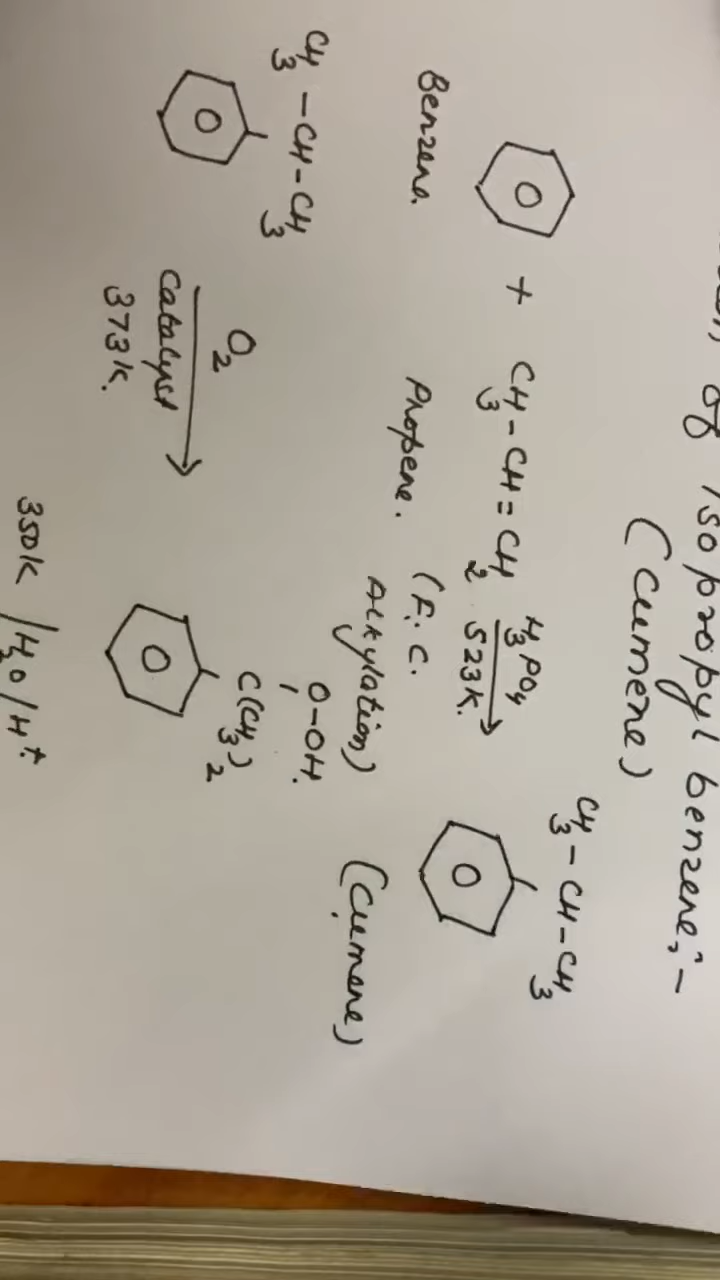 of isopropyl benzene:-
(cumene)
CH3-CH-CH3
+ CH3-CH=CH2 H3PO4
523K.
Benzene. Propene. (F.C.
Alkylation)
(cumene)
CH3-CH-CH3
O-OH.
O2 C(CH3)2
catalyst
373K.
350K /H2O/H+